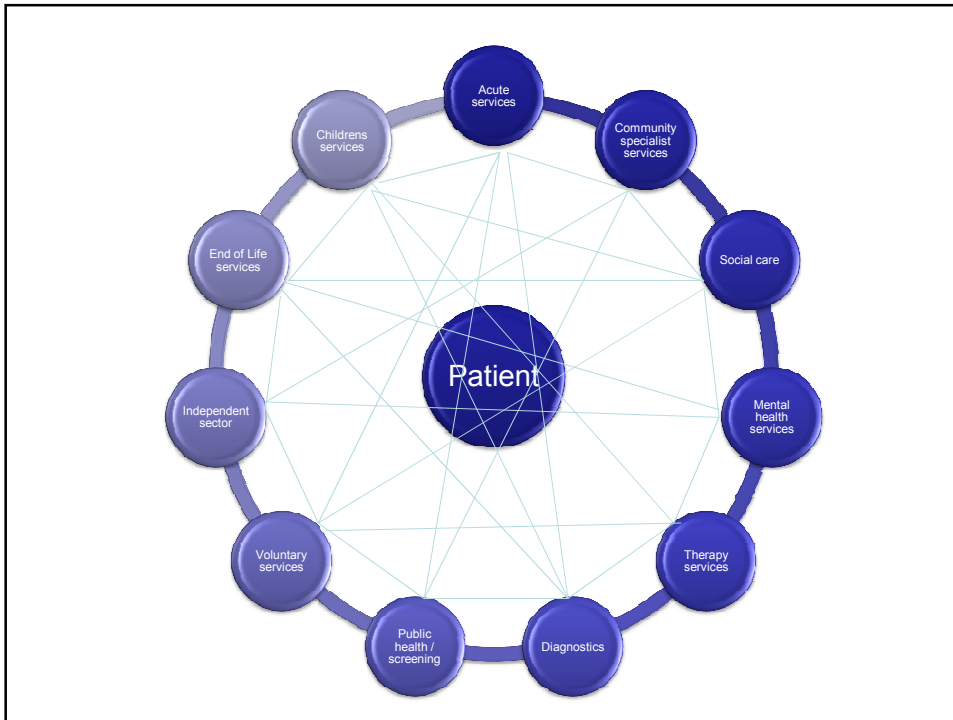 Acute
services
Community
specialist
services
Social care
Mental
health
services
Therapy
services
Diagnostics
Public
health /
screening
Voluntary
services
Independent
sector
End of Life
services
Childrens
services
Patient